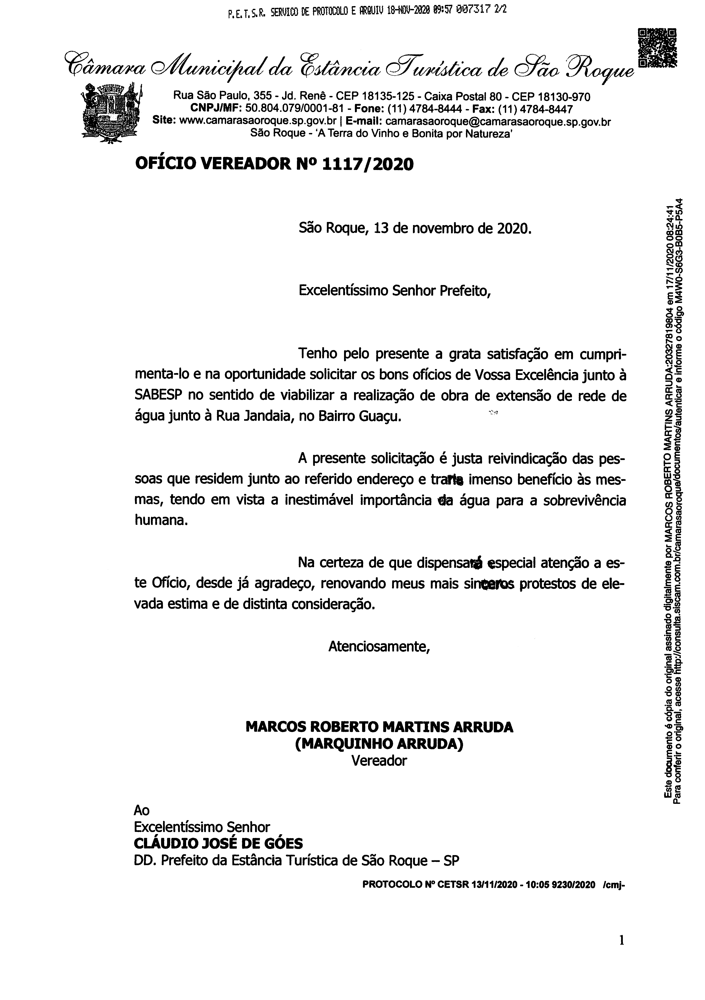 P.E.T.S.R. SERVICO DE PROTOCOLO E ARQUIV 18-NOV-2020 09:57 007317 2/2
Câmara Municipal da Estância Turística de São Roque
Rua São Paulo, 355 - Jd. Renê - CEP 18135-125 - Caixa Postal 80 - CEP 18130-970
CNPJ/MF: 50.804.079/0001-81 - Fone: (11) 4784-8444 - Fax: (11) 4784-8447
Site: www.camarasaoroque.sp.gov.br | E-mail: camarasaoroque@camarasaoroque.sp.gov.br
São Roque - 'A Terra do Vinho e Bonita por Natureza'
OFÍCIO VEREADOR Nº 1117/2020
São Roque, 13 de novembro de 2020.
Excelentíssimo Senhor Prefeito,
Tenho pelo presente a grata satisfação em cumpri-
menta-lo e na oportunidade solicitar os bons ofícios de Vossa Excelência junto à
SABESP no sentido de viabilizar a realização de obra de extensão de rede de
água junto à Rua Jandaia, no Bairro Guaçu.
A presente solicitação é justa reivindicação das pes-
soas que residem junto ao referido endereço e imenso benefício às mes-
mas, tendo em vista a inestimável importância da água para a sobrevivência
humana.
Na certeza de que dispensará especial atenção a es-
te Ofício, desde já agradeço, renovando meus mais sinceros protestos de ele-
vada estima e de distinta consideração.
Atenciosamente,
MARCOS ROBERTO MARTINS ARRUDA
(MARQUINHO ARRUDA)
Vereador
Ao
Excelentíssimo Senhor
CLÁUDIO JOSÉ DE GÓES
DD. Prefeito da Estância Turística de São Roque – SP
PROTOCOLO Nº CETSR 13/11/2020 - 10:05 9230/2020 /cmj-
1
Este documento é cópia do original assinado digitalmente por MARCOS ROBERTO MARTINS ARRUDA:20327819804 em 17/11/2020 08:24:41
Para conferir o original, acesse http://consulta.siscam.com.br/camarasaoroque/documentos/autenticar e informe o código M4W0-S6G3-B0B5-P5A4